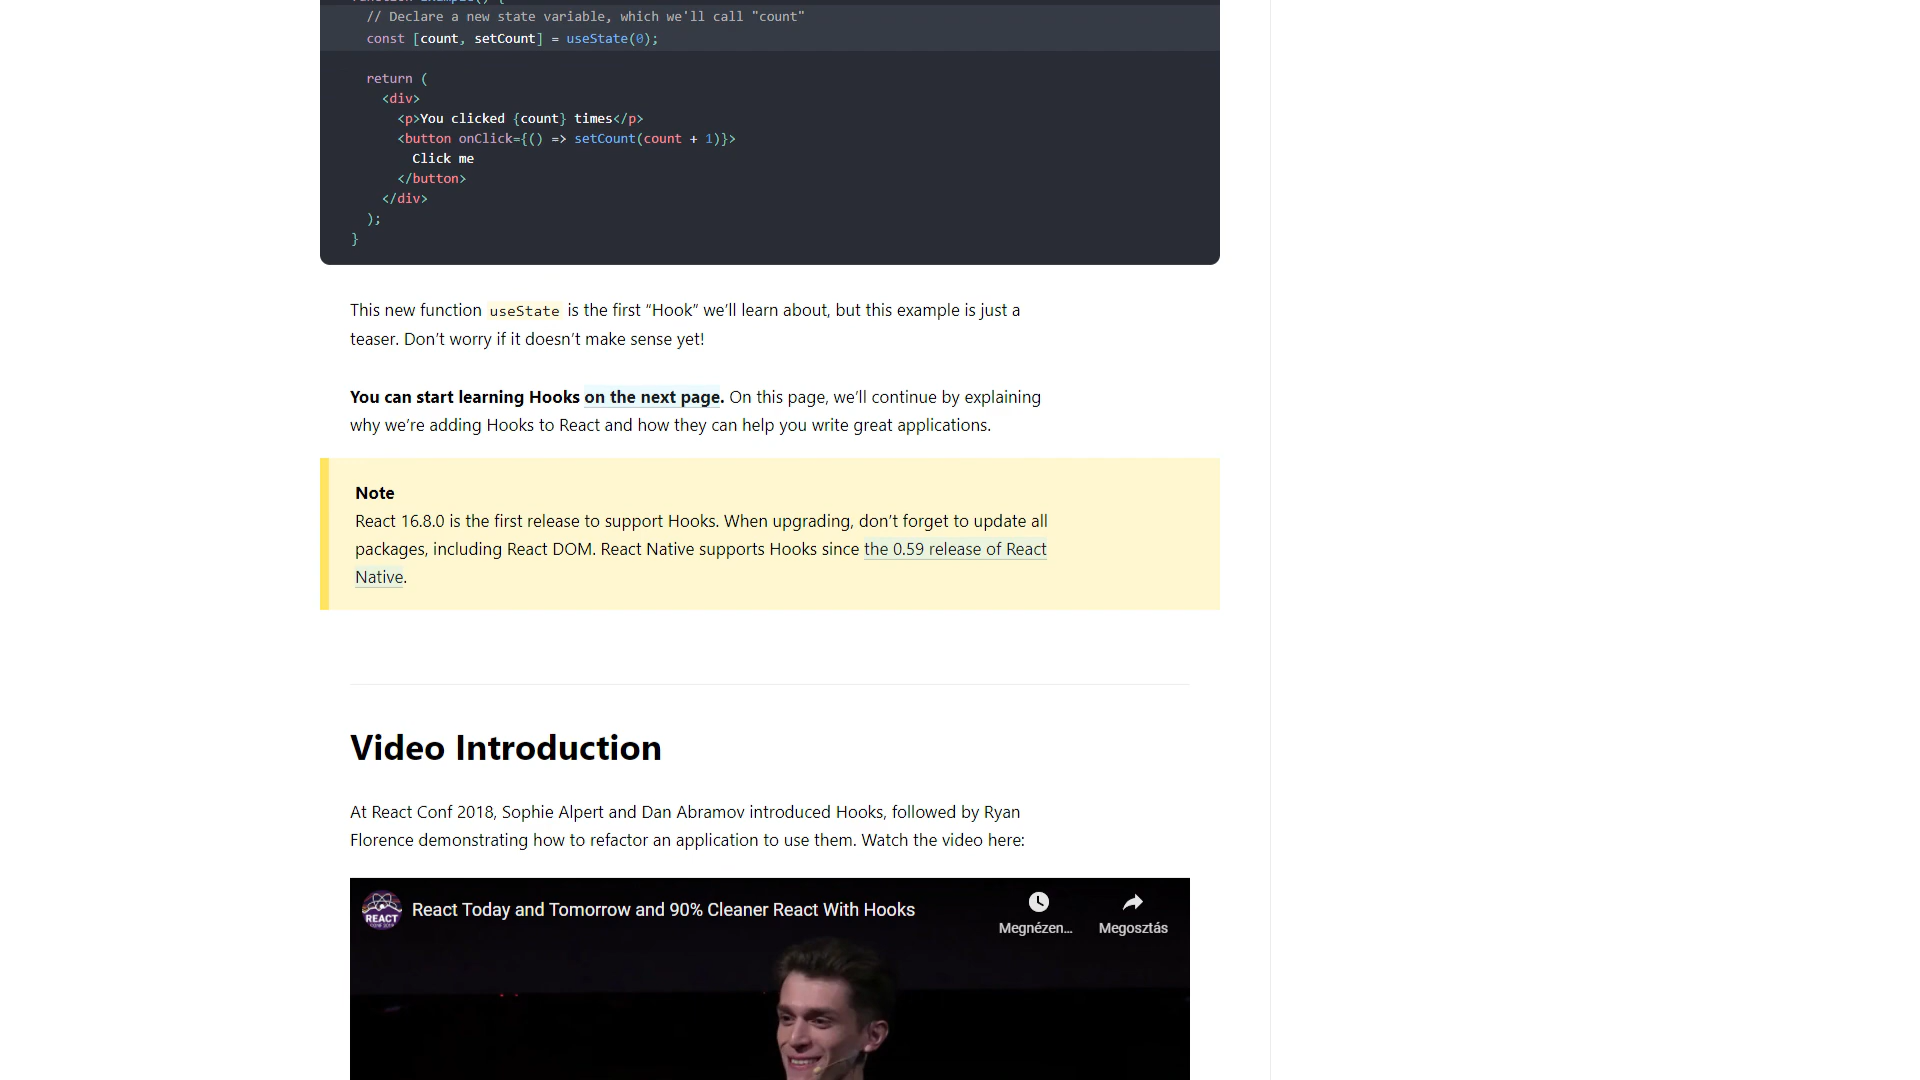 function Example() {
// Declare a new state variable, which we'll call "count"
const [count, setCount] = useState(0);
return (
<div>
<p>You clicked {count} times</p>
<button onClick={() => setCount(count + 1)}>
Click me
</button>
</div>
);
}
This new function useState is the first “Hook” we’ll learn about, but this example is just a
teaser. Don’t worry if it doesn’t make sense yet!
You can start learning Hooks on the next page. On this page, we’ll continue by explaining
why we’re adding Hooks to React and how they can help you write great applications.
Note
React 16.8.0 is the first release to support Hooks. When upgrading, don’t forget to update all
packages, including React DOM. React Native supports Hooks since the 0.59 release of React
Native.
Video Introduction
At React Conf 2018, Sophie Alpert and Dan Abramov introduced Hooks, followed by Ryan
Florence demonstrating how to refactor an application to use them. Watch the video here:
REACT
React Today and Tomorrow and 90% Cleaner React With Hooks
Megnézen...
Megosztás